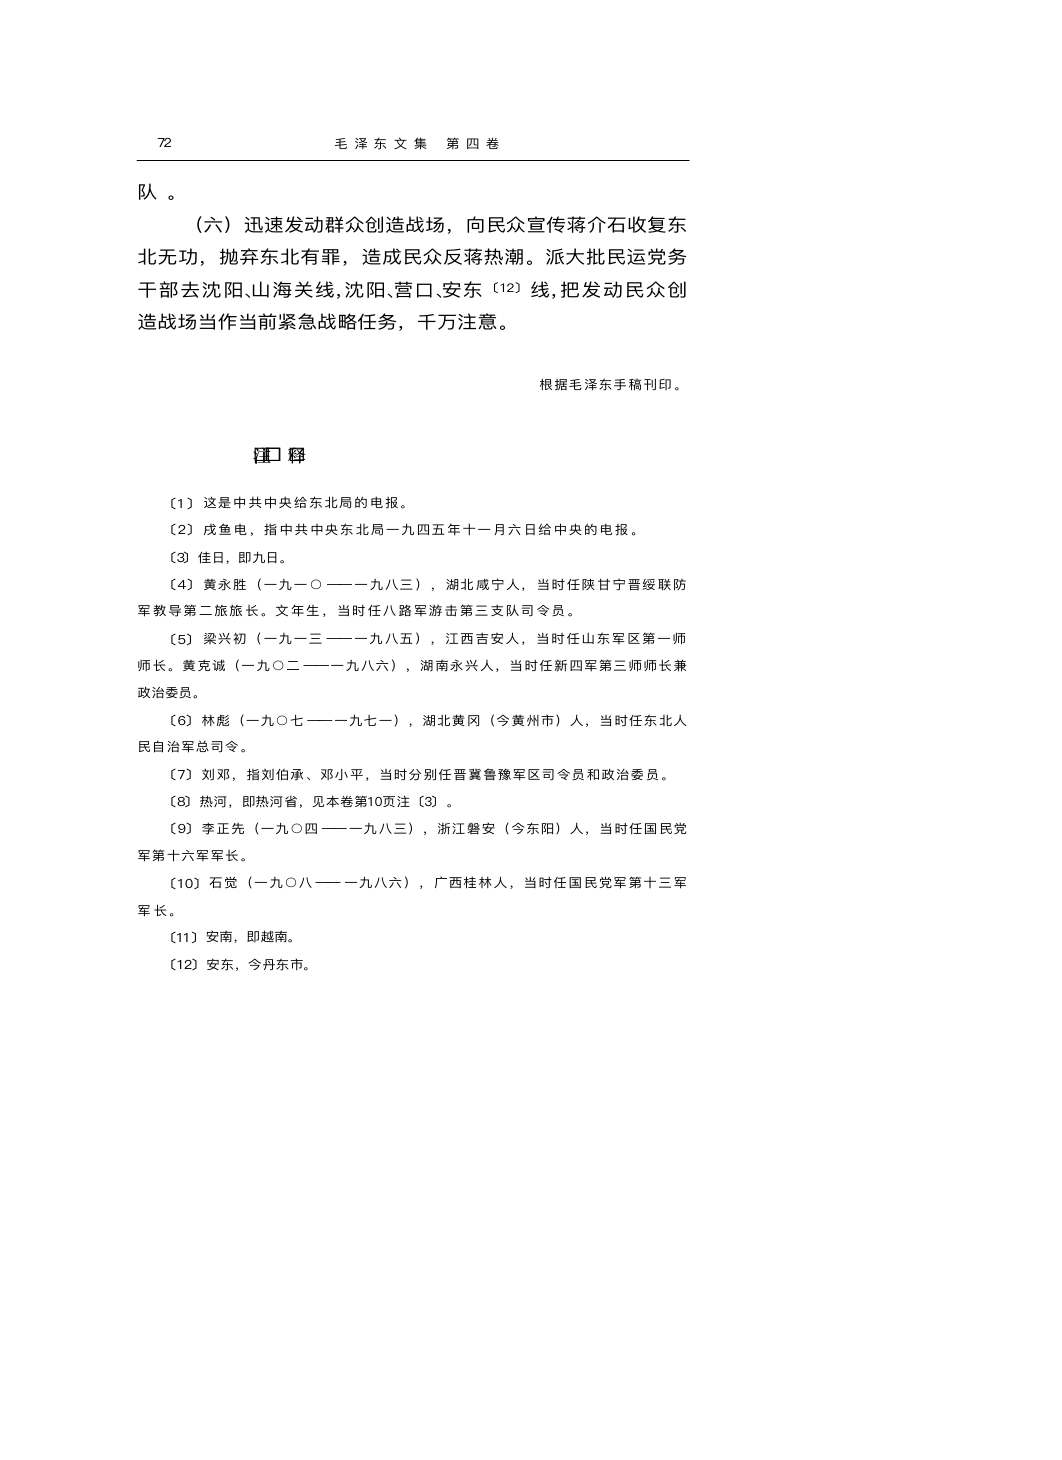 72 毛泽东文集 第四卷
队。
（六）迅速发动群众创造战场，向民众宣传蒋介石收复东
北无功，抛弃东北有罪，造成民众反蒋热潮。派大批民运党务
干部去沈阳、山海关线，沈阳、营口、安东〔12〕线，把发动民众创
造战场当作当前紧急战略任务，千万注意。
根据毛泽东手稿刊印。
注 释
〔1〕这是中共中央给东北局的电报。
〔2〕戌鱼电，指中共中央东北局一九四五年十一月六日给中央的电报。
〔3〕佳日，即九日。
〔4〕黄永胜（一九一〇——一九八三），湖北咸宁人，当时任陕甘宁晋绥联防
军教导第二旅旅长。文年生，当时任八路军游击第三支队司令员。
〔5〕梁兴初（一九一三——一九八五），江西吉安人，当时任山东军区第一师
师长。黄克诚（一九〇二——一九八六），湖南永兴人，当时任新四军第三师师长兼
政治委员。
〔6〕林彪（一九〇七——一九七一），湖北黄冈（今黄州市）人，当时任东北人
民自治军总司令。
〔7〕刘邓，指刘伯承、邓小平，当时分别任晋冀鲁豫军区司令员和政治委员。
〔8〕热河，即热河省，见本卷第10页注〔3〕。
〔9〕李正先（一九〇四——一九八三），浙江磐安（今东阳）人，当时任国民党
军第十六军军长。
〔10〕石觉（一九〇八——一九八六），广西桂林人，当时任国民党军第十三军
军长。
〔11〕安南，即越南。
〔12〕安东，今丹东市。